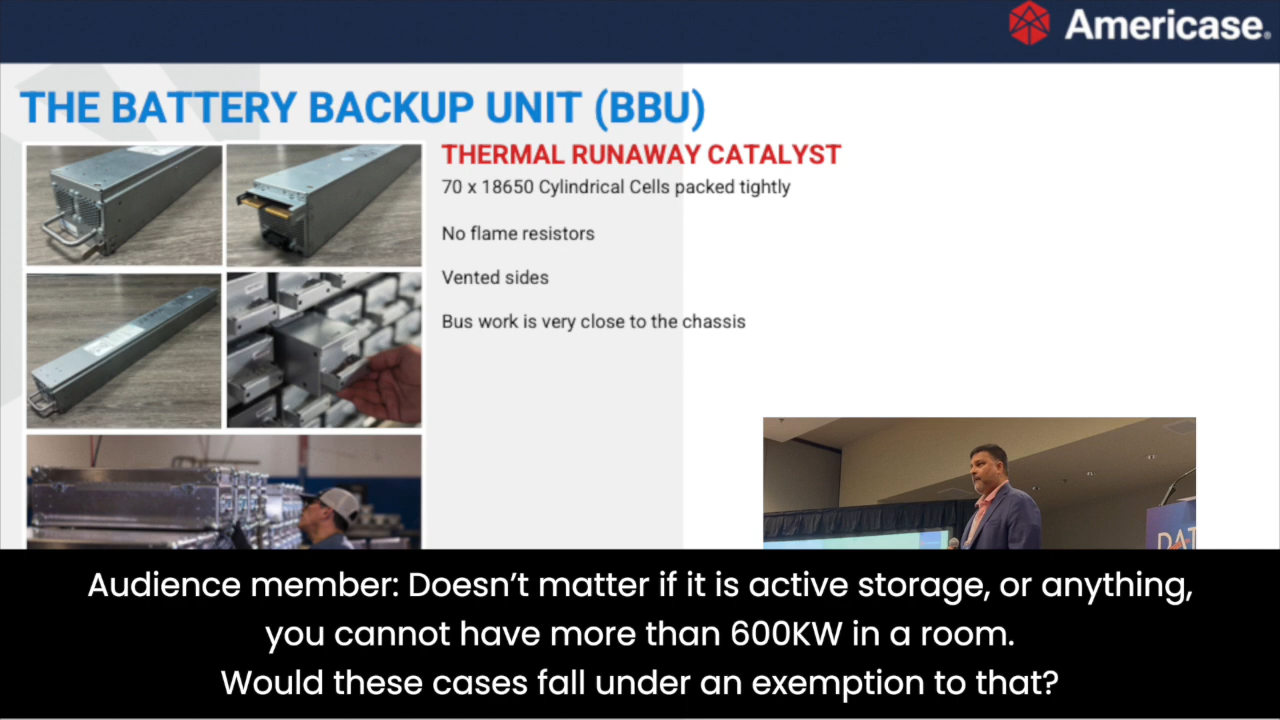 Americase®
THE BATTERY BACKUP UNIT (BBU)
THERMAL RUNAWAY CATALYST
70 x 18650 Cylindrical Cells packed tightly
No flame resistors
Vented sides
Bus work is very close to the chassis
DAT
Audience member: Doesn’t matter if it is active storage, or anything,
you cannot have more than 600KW in a room.
Would these cases fall under an exemption to that?